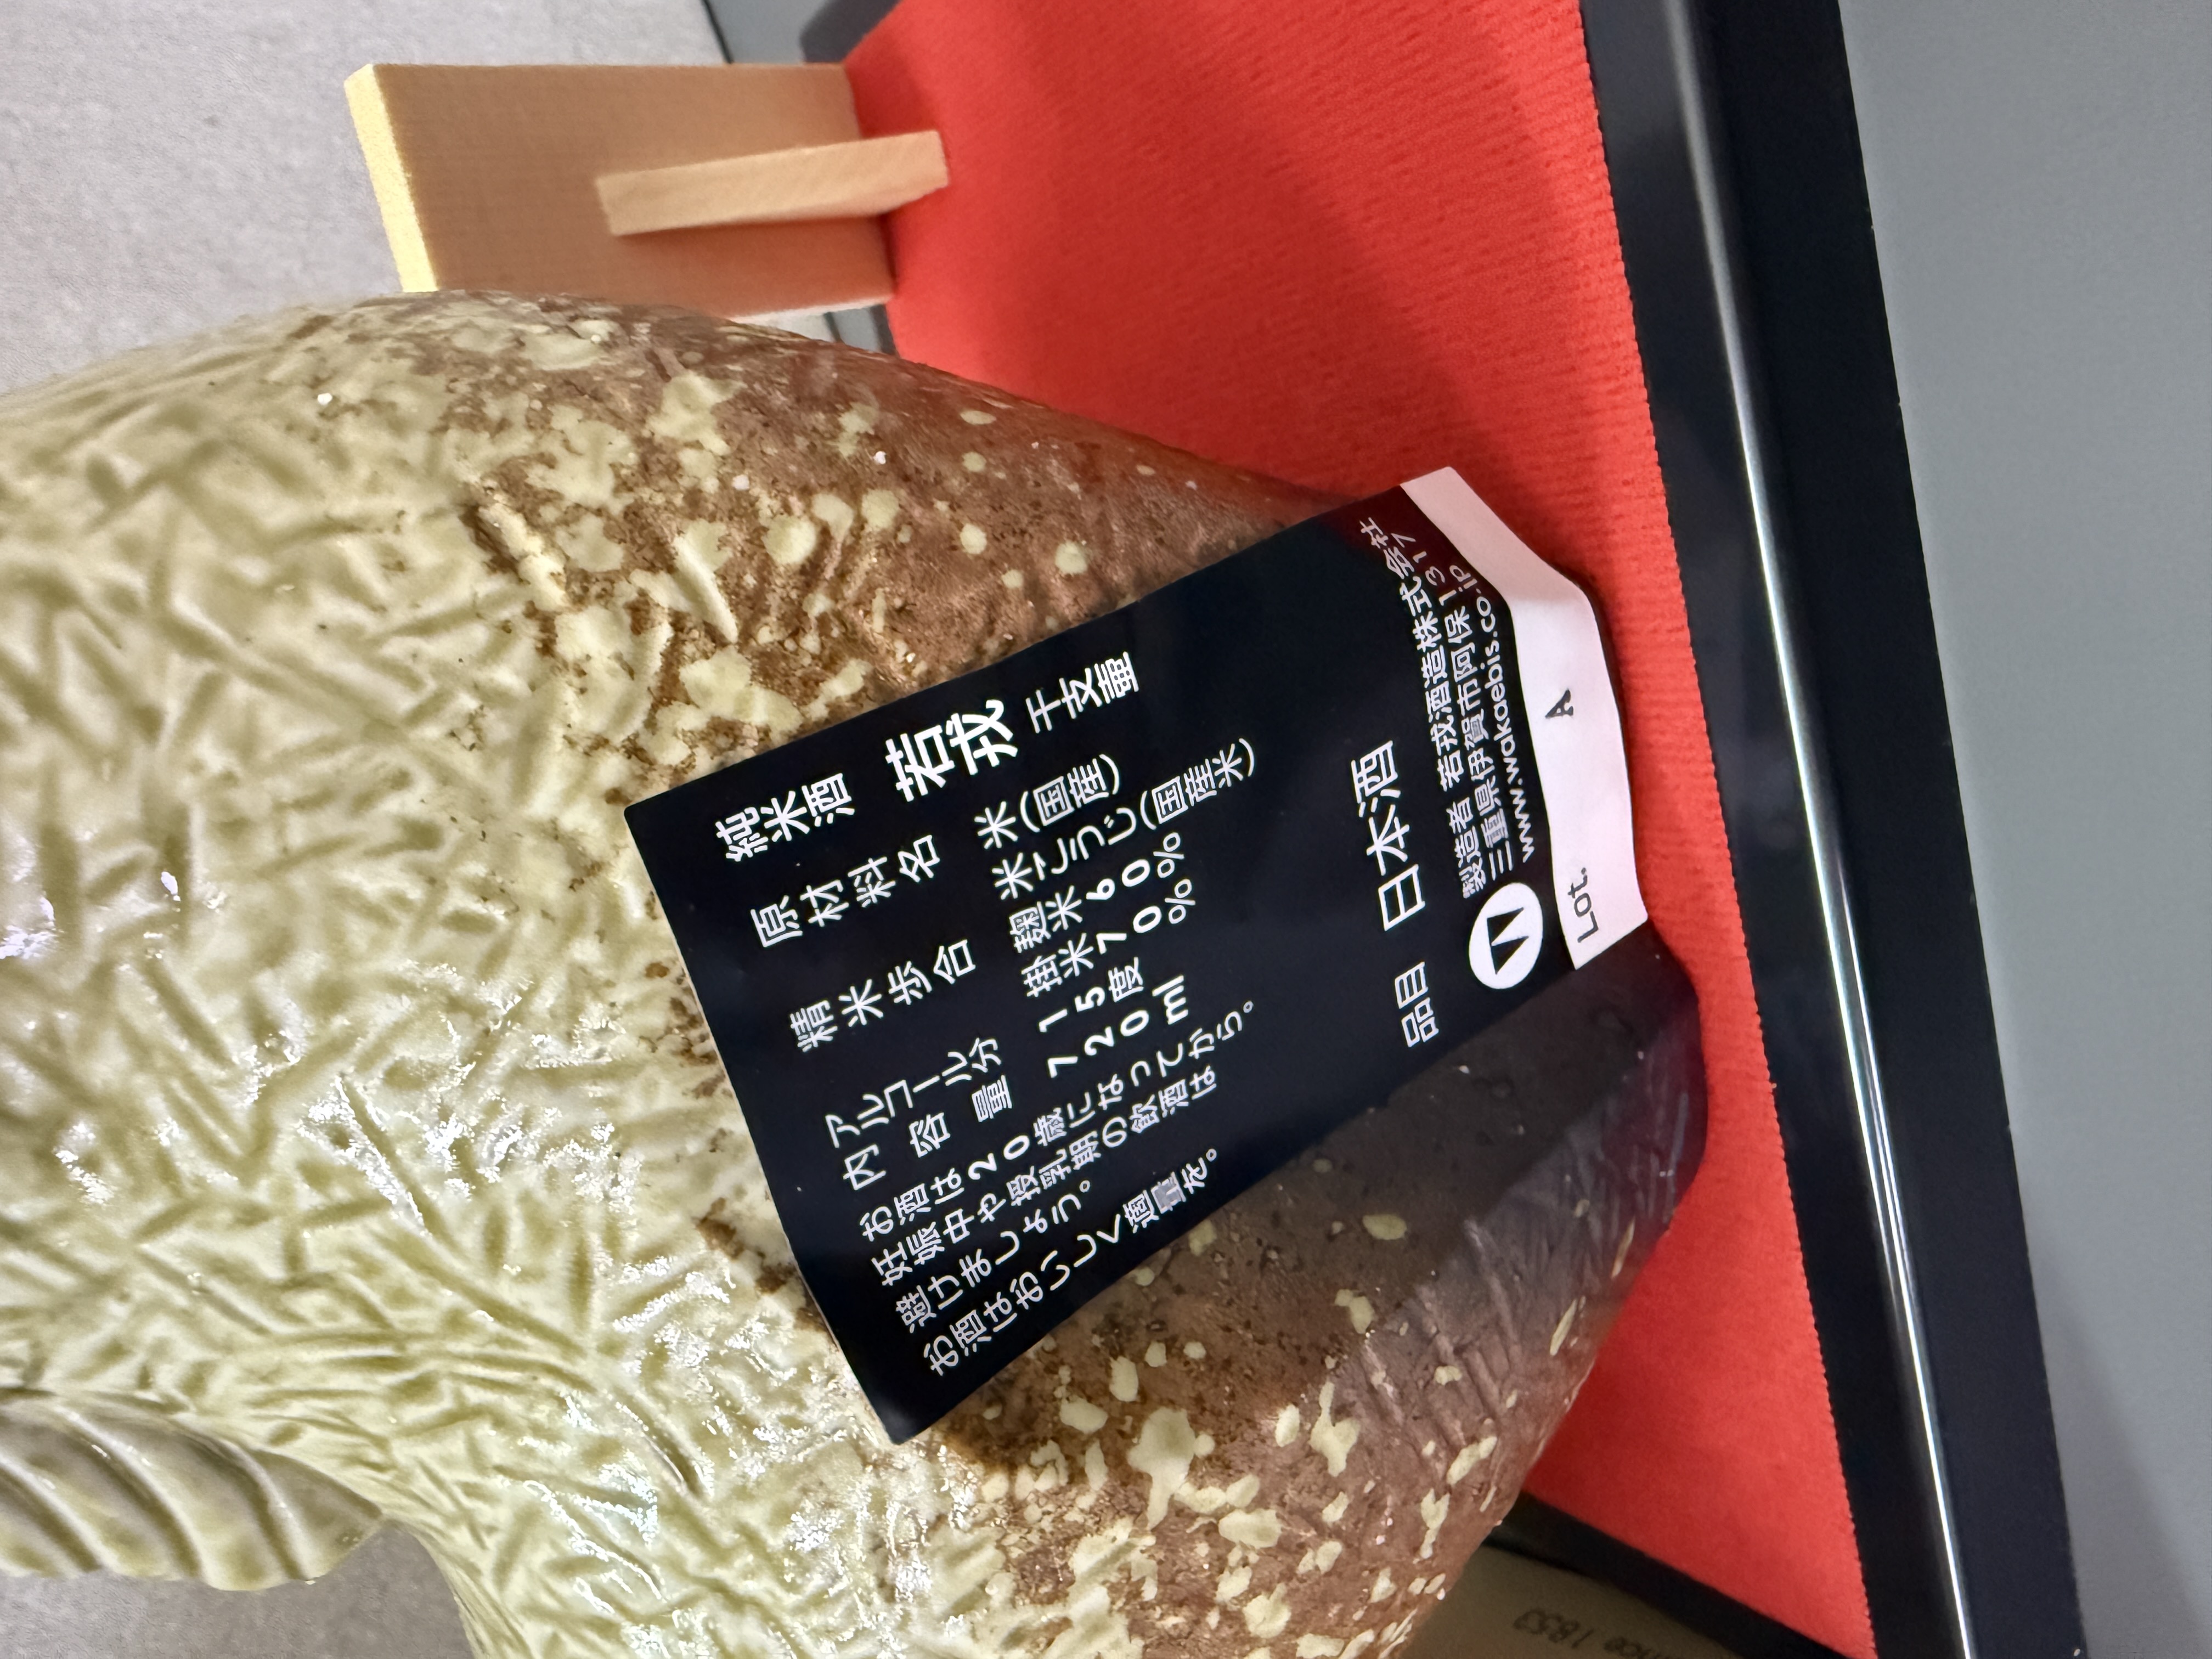 純米酒 若戎 干支壷
原材料名 米(国産)
米こうじ(国産米)
精米歩合 麹米60%
掛米70%
アルコール分 15度
内容量 720ml
お酒は20歳になってから。
妊娠中や授乳期の飲酒は
避けましょう。
お酒はおいしく適量を。
品目 日本酒
W
製造者 若戎酒造株式会社
三重県伊賀市阿保1317
www.wakaebis.co.jp
Lot. A
1853